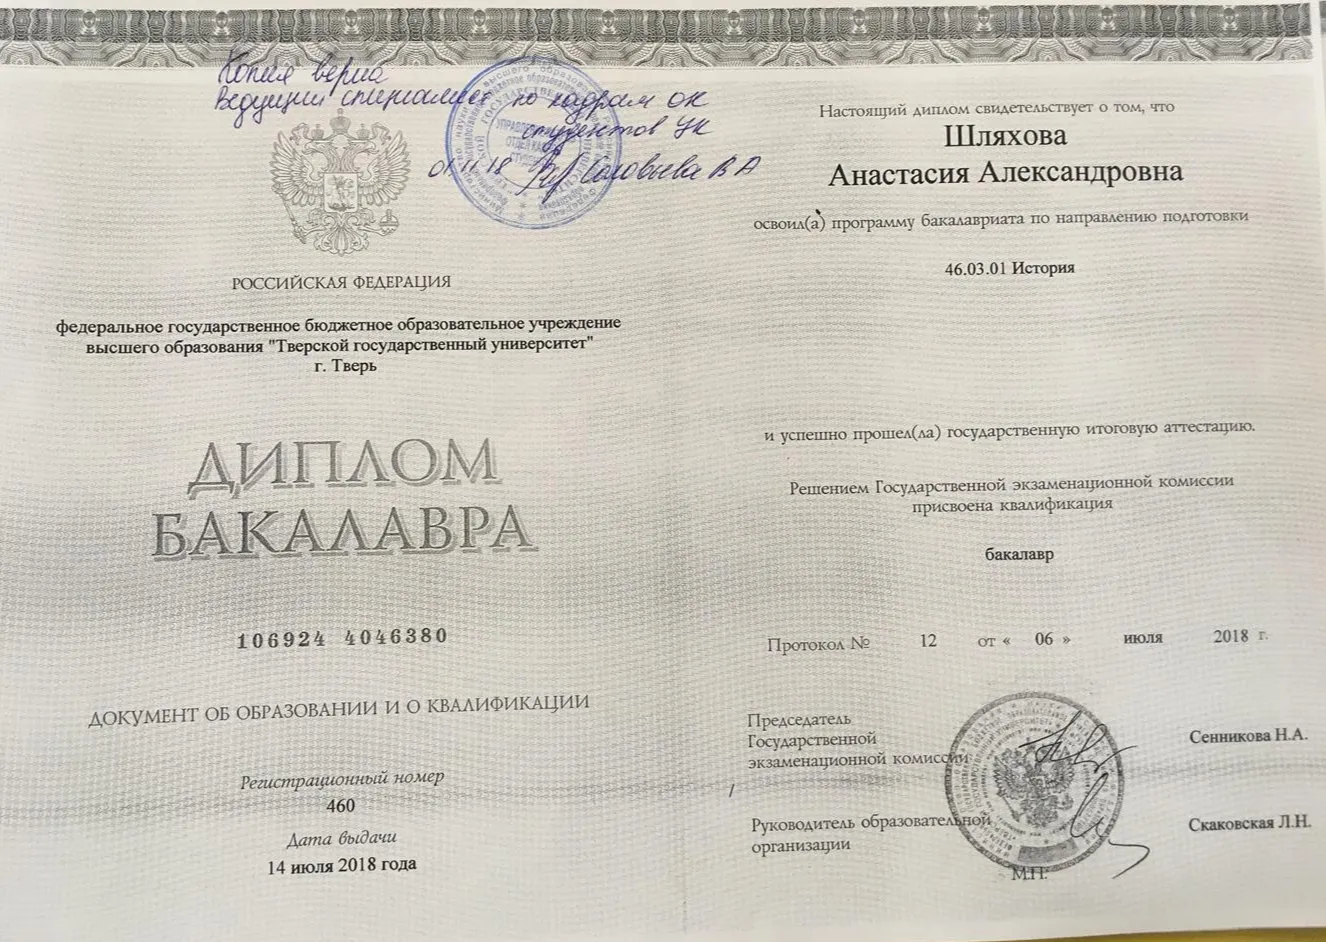 Копия верна
Ведущий специалист по кадрам ОК
студентов УК
01.11.18 Соловьева В А
РОССИЙСКАЯ ФЕДЕРАЦИЯ
федеральное государственное бюджетное образовательное учреждение
высшего образования "Тверской государственный университет"
г. Тверь
ДИПЛОМ
БАКАЛАВРА
106924 4046380
ДОКУМЕНТ ОБ ОБРАЗОВАНИИ И О КВАЛИФИКАЦИИ
Регистрационный номер
460
Дата выдачи
14 июля 2018 года
Настоящий диплом свидетельствует о том, что
Шляхова
Анастасия Александровна
освоил(а) программу бакалавриата по направлению подготовки
46.03.01 История
и успешно прошел(ла) государственную итоговую аттестацию.
Решением Государственной экзаменационной комиссии
присвоена квалификация
бакалавр
Протокол № 12 от « 06 » июля 2018 г.
Председатель
Государственной
экзаменационной комиссии
Сенникова Н.А.
Руководитель образовательной
организации
Скаковская Л.Н.
М.П.